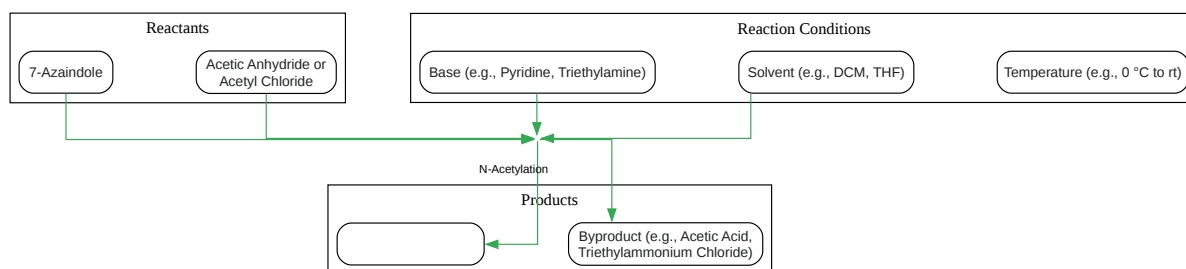 Reactants
Reaction Conditions
7-Azaindole
Acetic Anhydride or
Acetyl Chloride
Base (e.g., Pyridine, Triethylamine)
Solvent (e.g., DCM, THF)
Temperature (e.g., 0 °C to rt)
N-Acetylation
Products
Byproduct (e.g., Acetic Acid,
Triethylammonium Chloride)